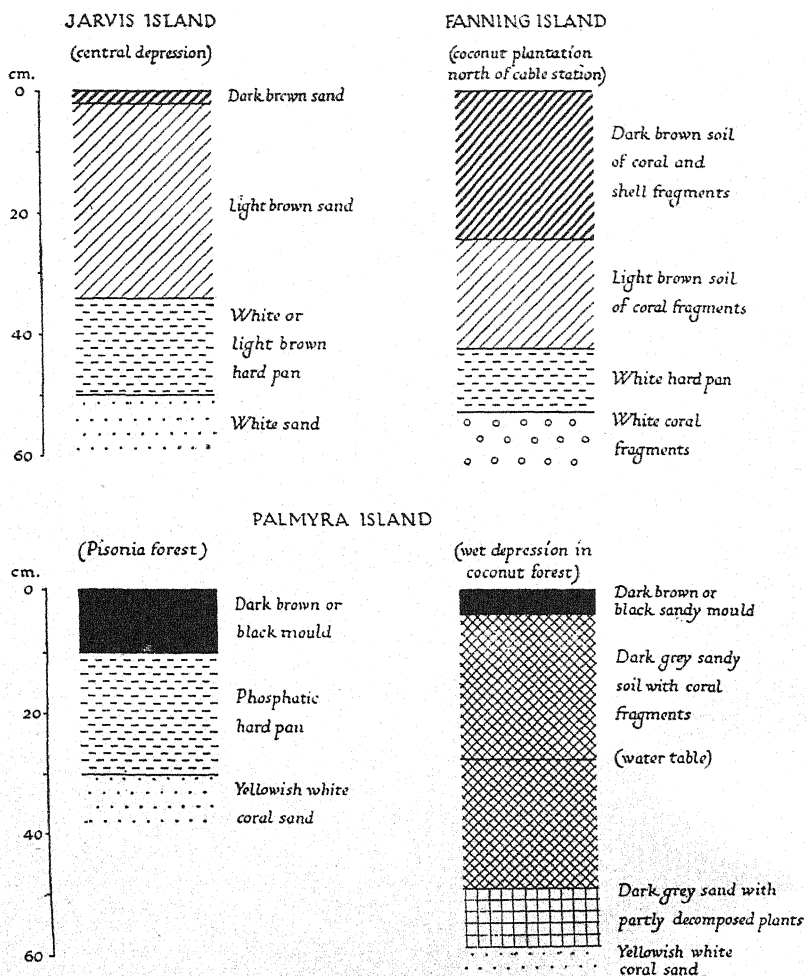 JARVIS ISLAND
(central depression)
cm.
0
20
40
60
Dark brown sand
Light brown sand
White or
light brown
hard pan
White sand
FANNING ISLAND
(coconut plantation
north of cable station)
Dark brown soil
of coral and
shell fragments
Light brown soil
of coral fragments
White hard pan
White coral
fragments
PALMYRA ISLAND
(Pisonia forest)
cm.
0
20
40
60
Dark brown or
black mould
Phosphatic
hard pan
Yellowish white
coral sand
(wet depression in
coconut forest)
Dark brown or
black sandy mould
Dark grey sandy
soil with coral
fragments
(water table)
Dark grey sand with
partly decomposed plants
Yellowish white
coral sand